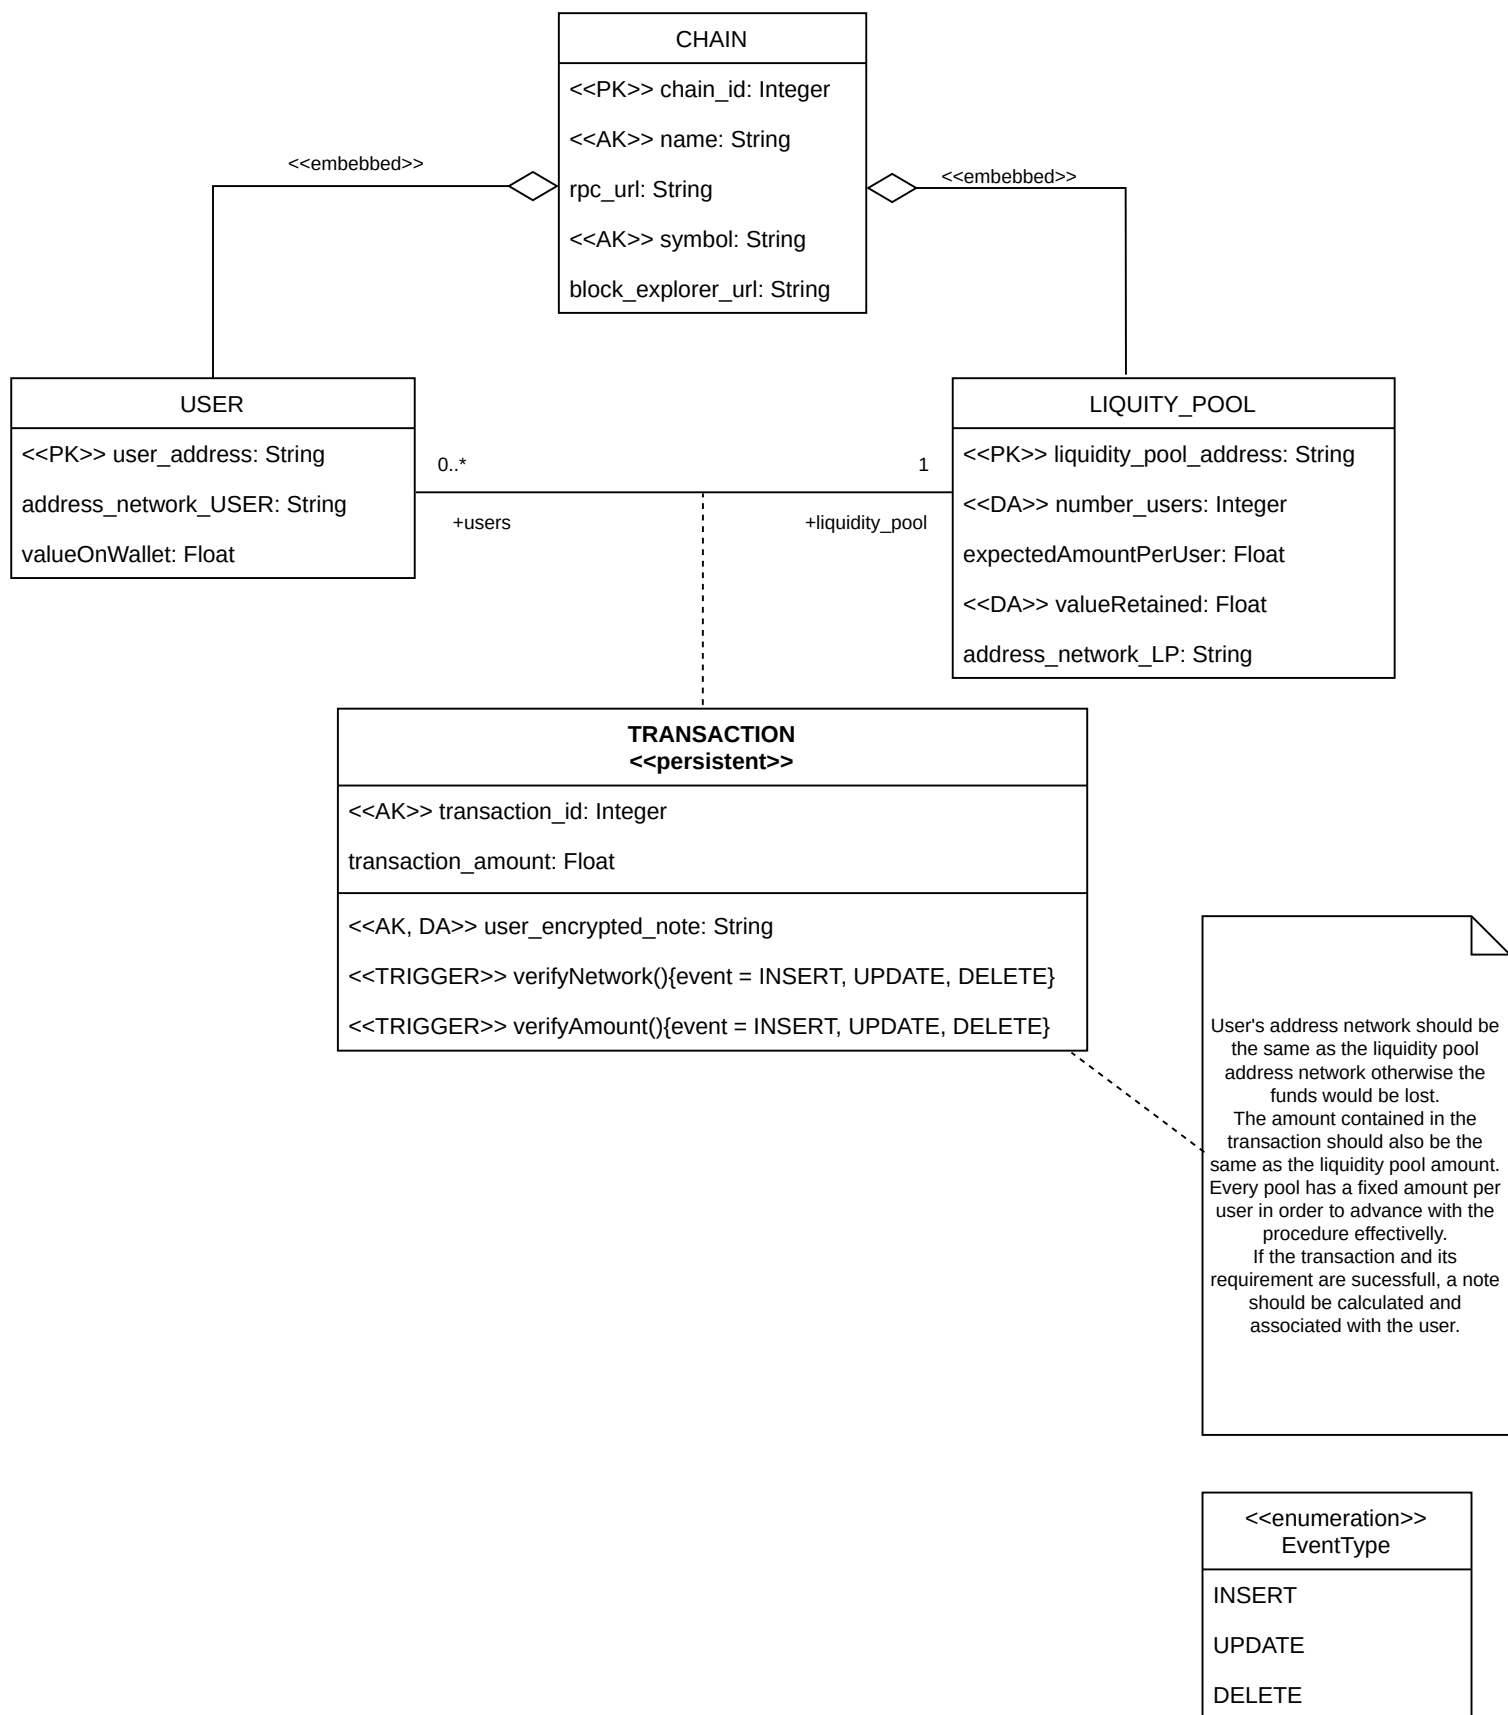 CHAIN
<<PK>> chain_id: Integer
<<AK>> name: String
rpc_url: String
<<AK>> symbol: String
block_explorer_url: String
<<embebbed>>
<<embebbed>>
USER
<<PK>> user_address: String
address_network_USER: String
valueOnWallet: Float
0..*
1
+users
+liquidity_pool
LIQUITY_POOL
<<PK>> liquidity_pool_address: String
<<DA>> number_users: Integer
expectedAmountPerUser: Float
<<DA>> valueRetained: Float
address_network_LP: String
TRANSACTION
<<persistent>>
<<AK>> transaction_id: Integer
transaction_amount: Float
<<AK, DA>> user_encrypted_note: String
<<TRIGGER>> verifyNetwork(){event = INSERT, UPDATE, DELETE}
<<TRIGGER>> verifyAmount(){event = INSERT, UPDATE, DELETE}
User's address network should be
the same as the liquidity pool
address network otherwise the
funds would be lost.
The amount contained in the
transaction should also be the
same as the liquidity pool amount.
Every pool has a fixed amount per
user in order to advance with the
procedure effectivelly.
If the transaction and its
requirement are sucessfull, a note
should be calculated and
associated with the user.
<<enumeration>>
EventType
INSERT
UPDATE
DELETE